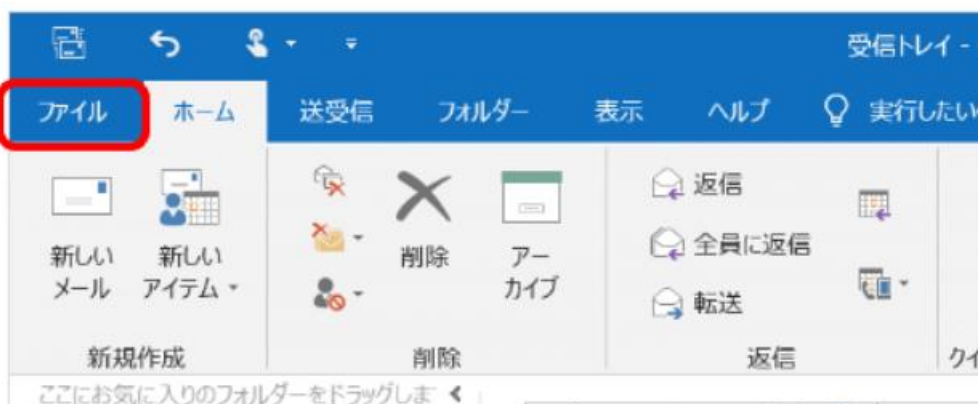 受信トレイ -
ファイル ホーム 送受信 フォルダー 表示 ヘルプ 実行したい
新しい
メール
新しい
アイテム
削除
アー
カイブ
返信
全員に返信
転送
新規作成 削除 返信 クイ
ここにお気に入りのフォルダーをドラッグしま